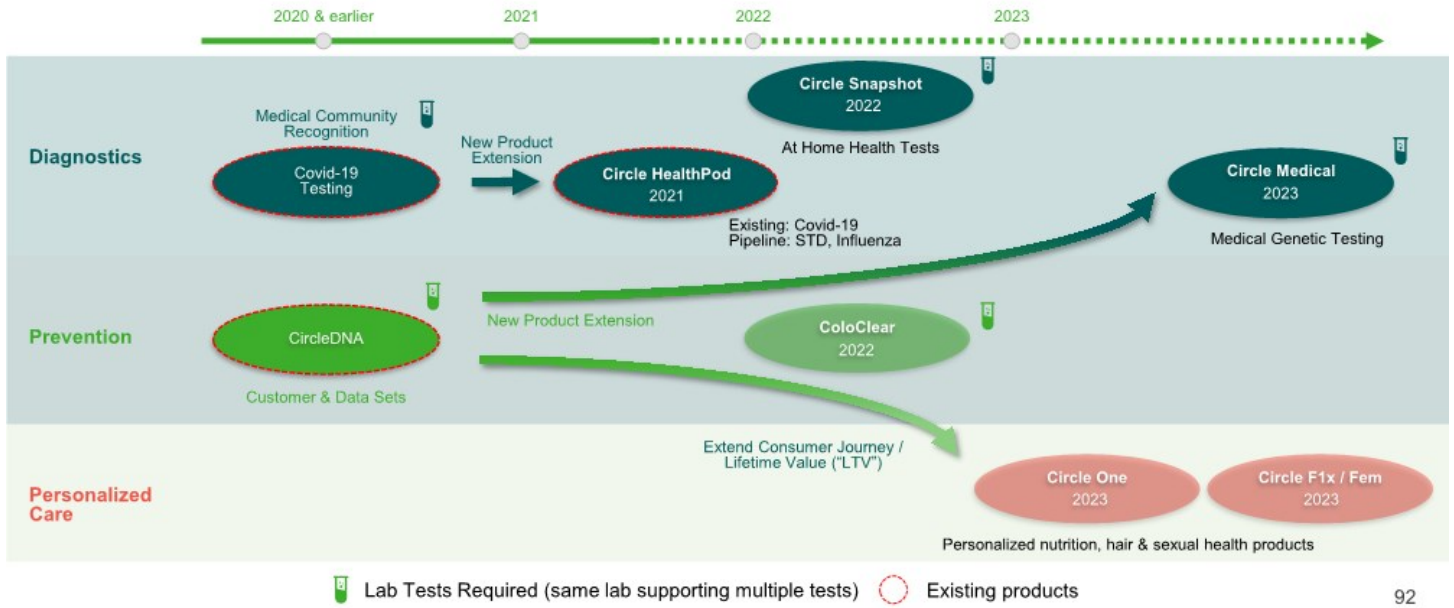 2020 & earlier
2021
2022
2023
Diagnostics
Medical Community
Recognition
Covid-19
Testing
New Product
Extension
Circle HealthPod
2021
Existing: Covid-19
Pipeline: STD, Influenza
Circle Snapshot
2022
At Home Health Tests
Circle Medical
2023
Medical Genetic Testing
Prevention
CircleDNA
Customer & Data Sets
New Product Extension
ColoClear
2022
Personalized
Care
Extend Consumer Journey /
Lifetime Value (“LTV”)
Circle One
2023
Circle F1x / Fem
2023
Personalized nutrition, hair & sexual health products
Lab Tests Required (same lab supporting multiple tests)
Existing products
92